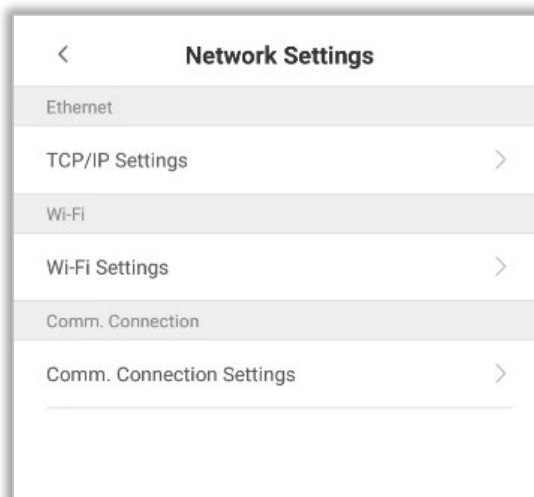 Network Settings
Ethernet
TCP/IP Settings
Wi-Fi
Wi-Fi Settings
Comm. Connection
Comm. Connection Settings